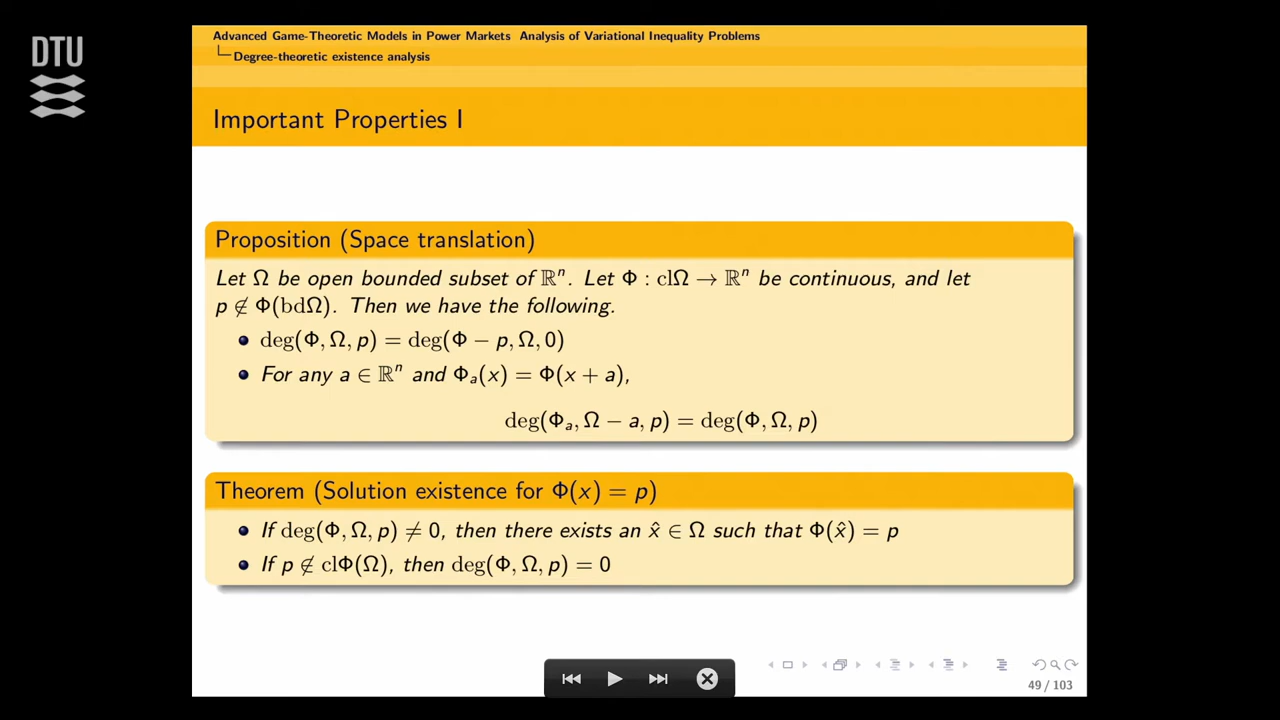 DTU
Advanced Game-Theoretic Models in Power Markets Analysis of Variational Inequality Problems
Degree-theoretic existence analysis
Important Properties I
Proposition (Space translation)
Let Ω be open bounded subset of ℝⁿ. Let Φ : clΩ → ℝⁿ be continuous, and let
p ∉ Φ(bdΩ). Then we have the following.
deg(Φ, Ω, p) = deg(Φ − p, Ω, 0)
For any a ∈ ℝⁿ and Φₐ(x) = Φ(x + a),
deg(Φₐ, Ω − a, p) = deg(Φ, Ω, p)
Theorem (Solution existence for Φ(x) = p)
If deg(Φ, Ω, p) ≠ 0, then there exists an x̂ ∈ Ω such that Φ(x̂) = p
If p ∉ clΦ(Ω), then deg(Φ, Ω, p) = 0
49 / 103